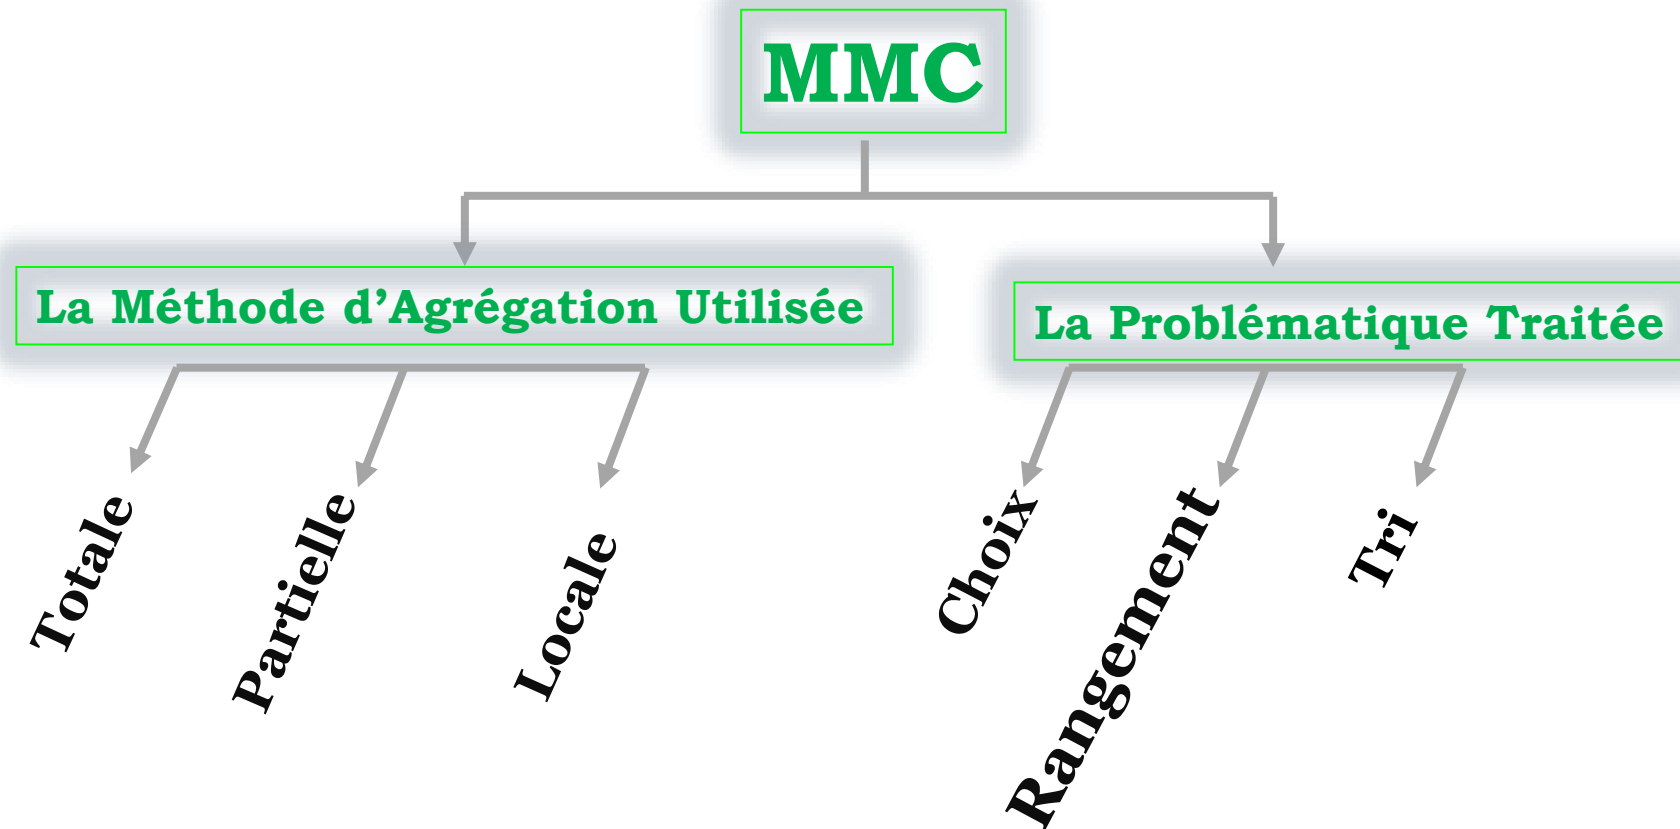 MMC
La Méthode d’Agrégation Utilisée
La Problématique Traitée
Totale
Partielle
Locale
Choix
Rangement
Tri